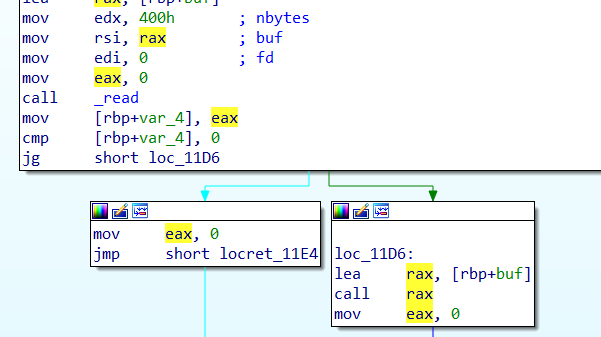 lea rax, [rbp+buf]
mov edx, 400h ; nbytes
mov rsi, rax ; buf
mov edi, 0 ; fd
mov eax, 0
call _read
mov [rbp+var_4], eax
cmp [rbp+var_4], 0
jg short loc_11D6
mov eax, 0
jmp short locret_11E4
loc_11D6:
lea rax, [rbp+buf]
call rax
mov eax, 0